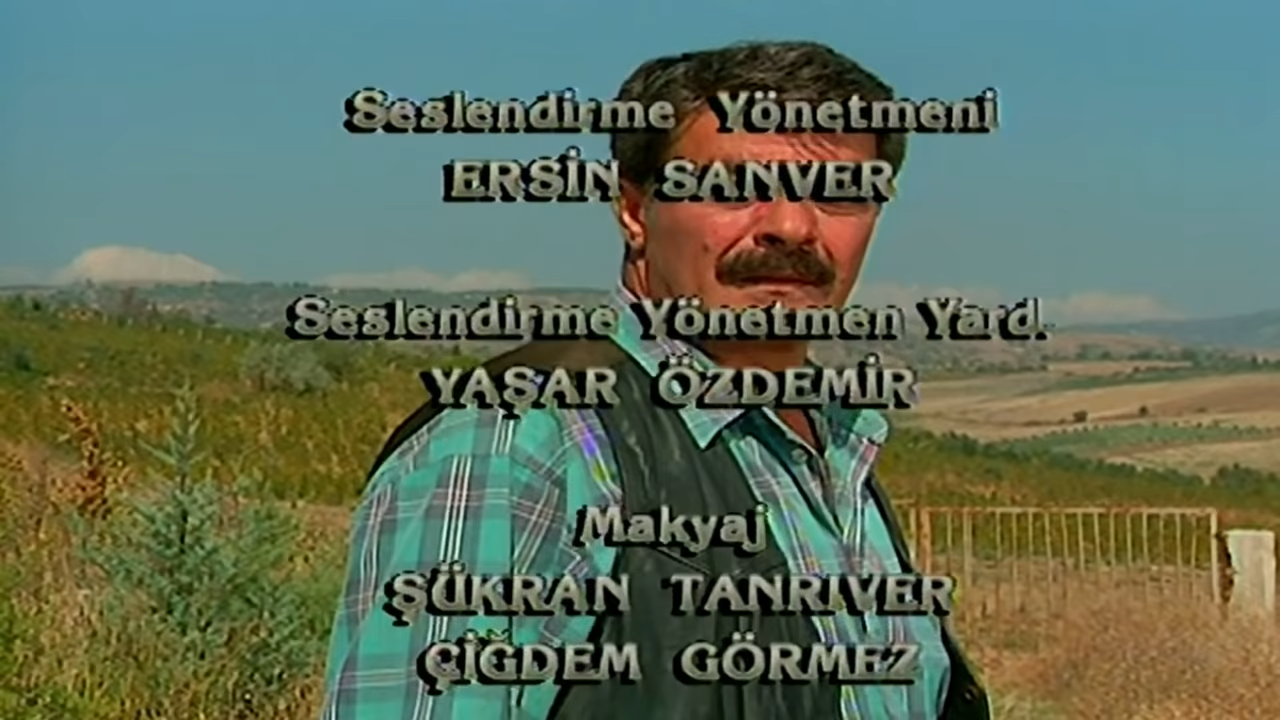 Seslendirme Yönetmeni
ERSİN SANVER
Seslendirme Yönetmen Yard.
YAŞAR ÖZDEMİR
Makyaj
ŞÜKRAN TANRIVER
ÇİĞDEM GÖRMEZ